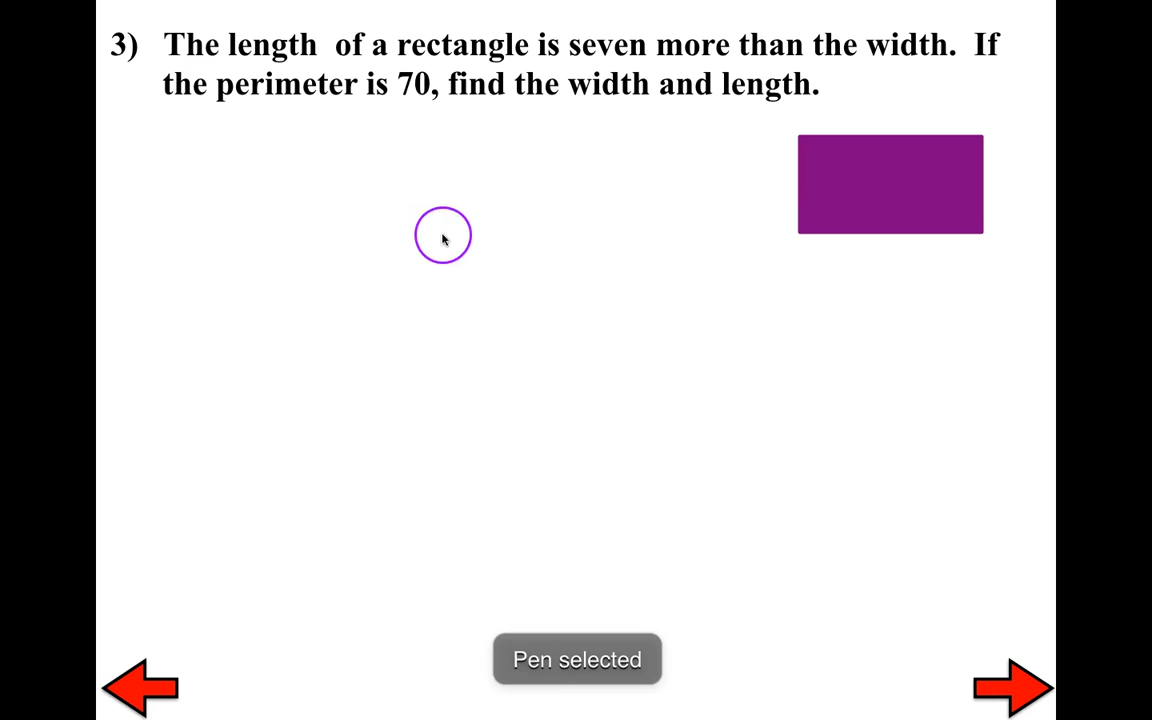 3) The length of a rectangle is seven more than the width. If
the perimeter is 70, find the width and length.
Pen selected